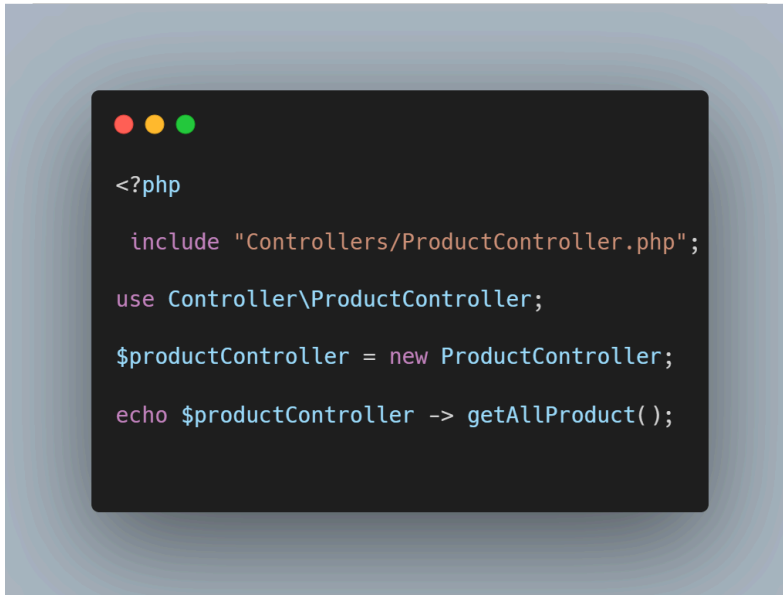 <?php
include "Controllers/ProductController.php";
use Controller\ProductController;
$productController = new ProductController;
echo $productController -> getAllProduct();